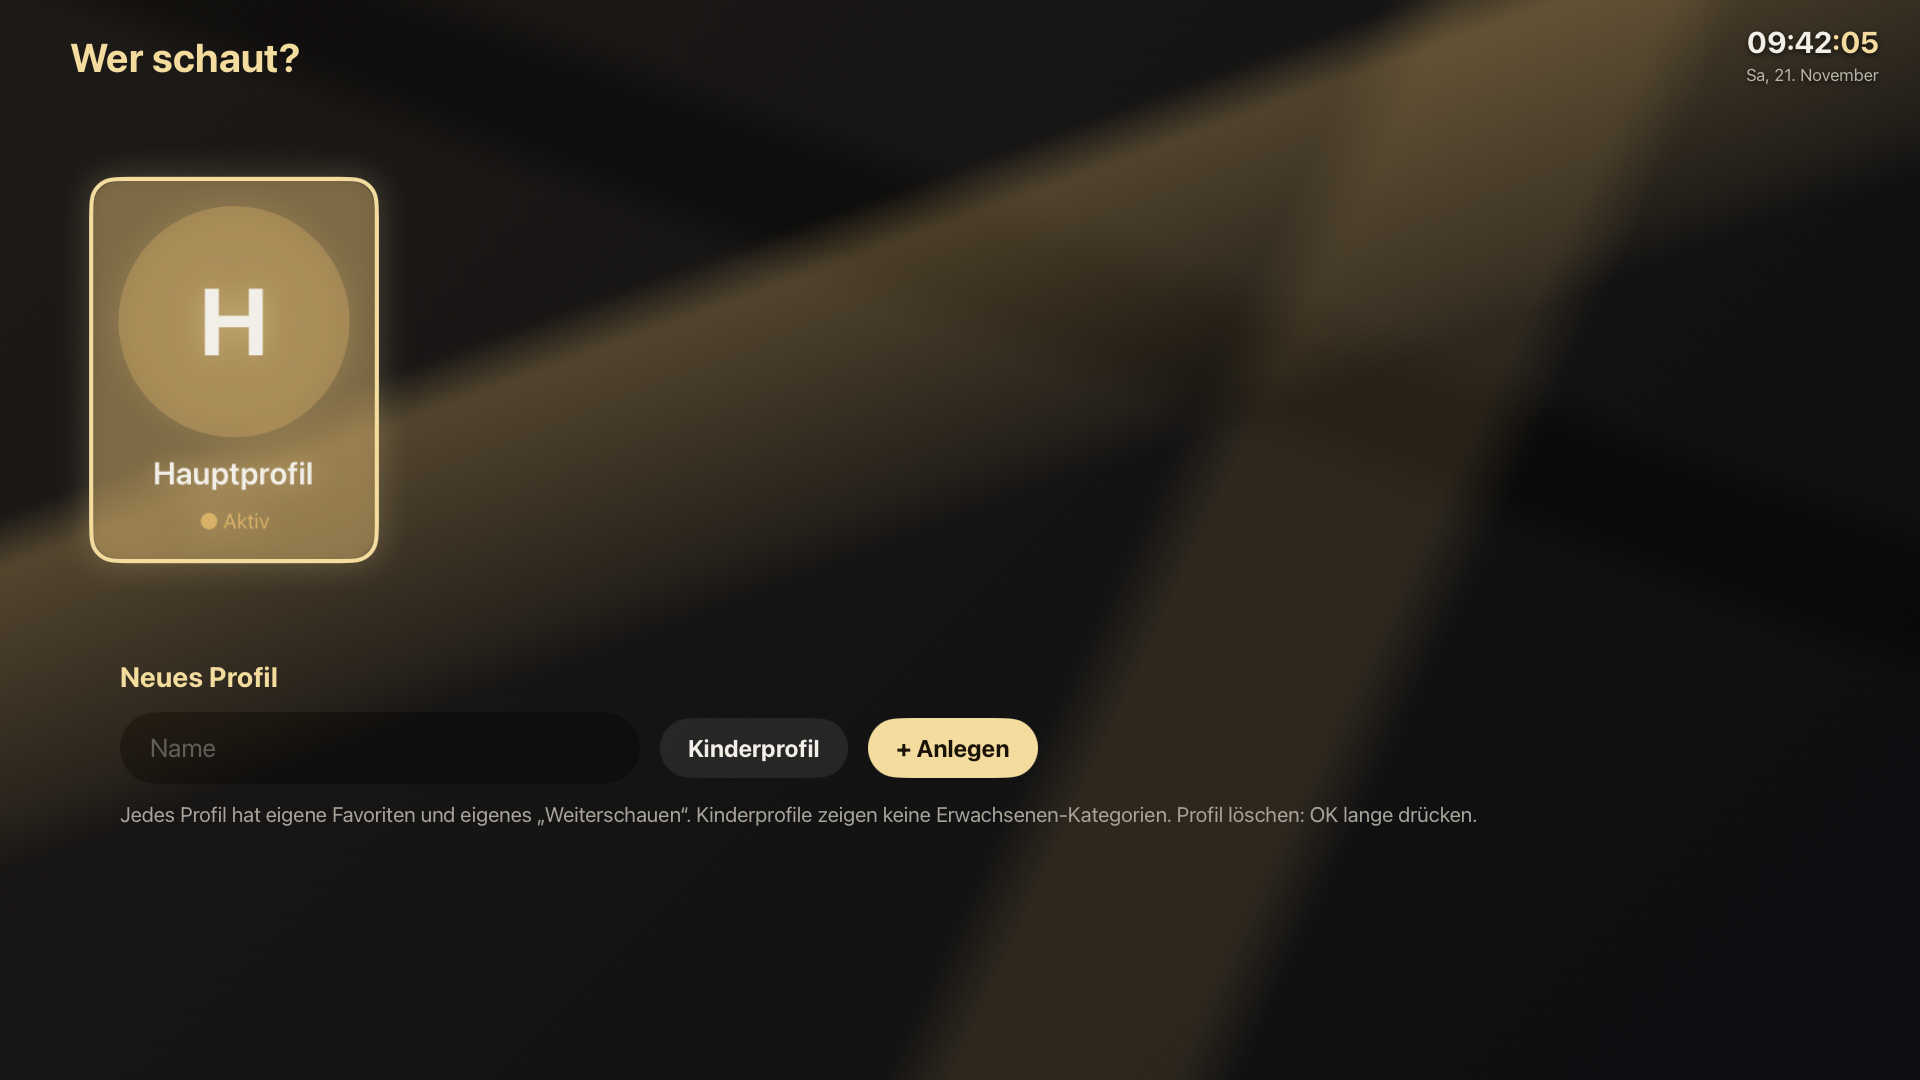 Wer schaut?
09:42:05
Sa, 21. November
H
Hauptprofil
Aktiv
Neues Profil
Name
Kinderprofil
+ Anlegen
Jedes Profil hat eigene Favoriten und eigenes „Weiterschauen“. Kinderprofile zeigen keine Erwachsenen-Kategorien. Profil löschen: OK lange drücken.